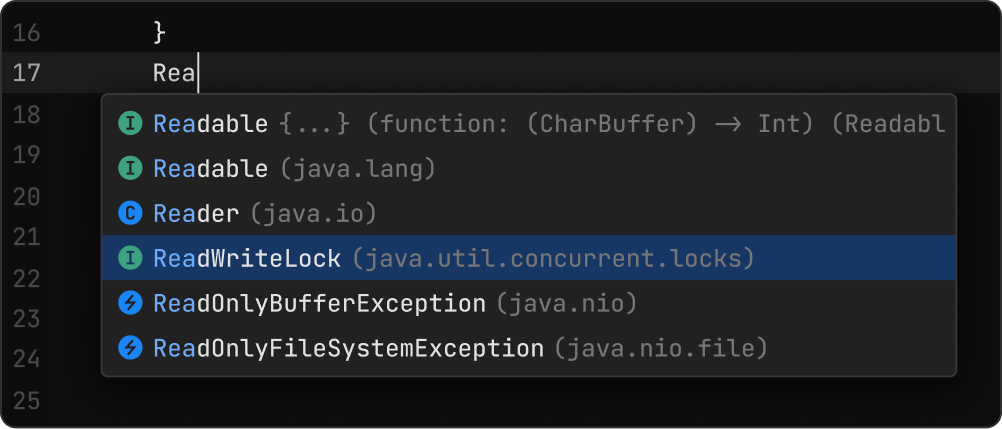 16 }
17 Rea
18
I Readable {...} (function: (CharBuffer) -> Int) (Readabl
19
I Readable (java.lang)
20
C Reader (java.io)
21
I ReadWriteLock (java.util.concurrent.locks)
22
ReadOnlyBufferException (java.nio)
23
ReadOnlyFileSystemException (java.nio.file)
24
25